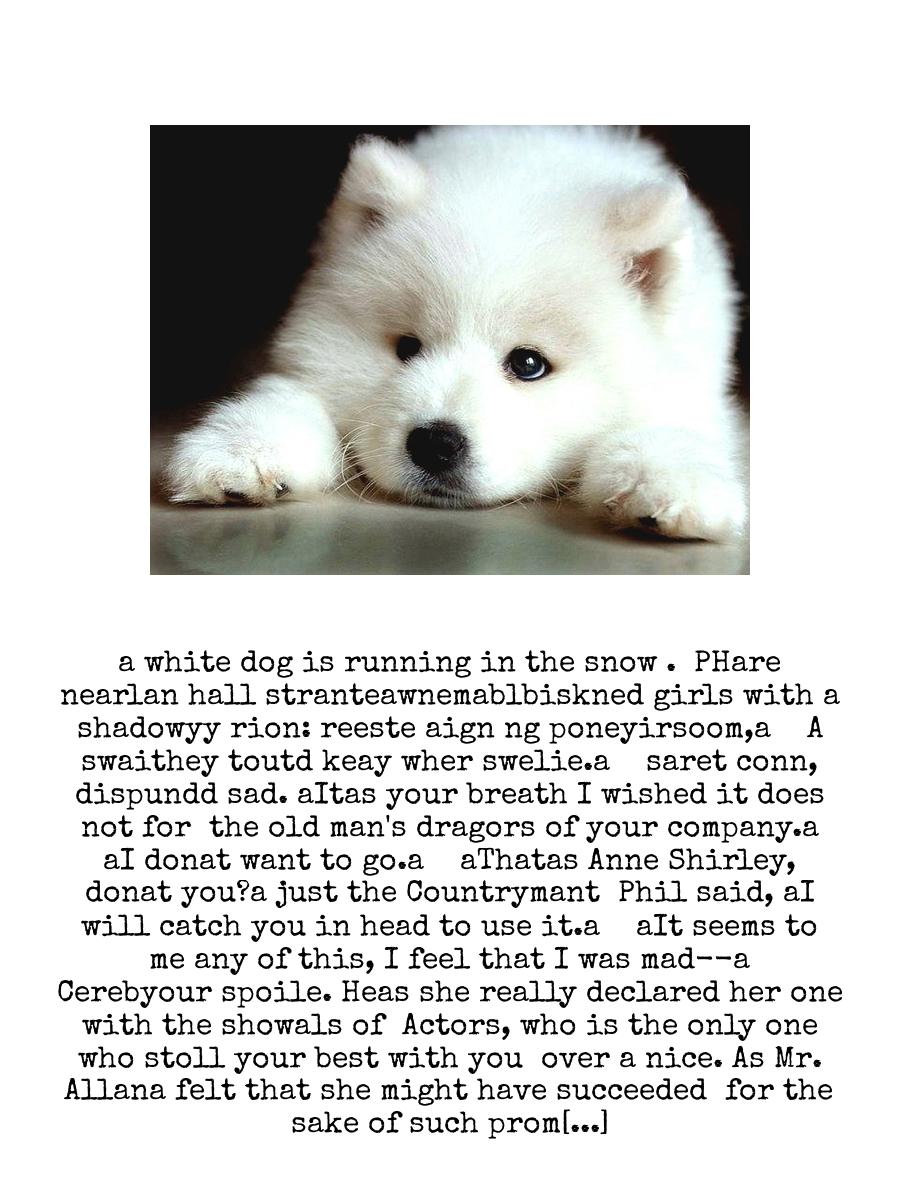 a white dog is running in the snow . PHare
nearlan hall stranteawnemablbiskned girls with a
shadowyy rion: reeste aign ng poneyirsoom,a A
swaithey toutd keay wher swelie.a saret conn,
dispundd sad. aItas your breath I wished it does
not for the old man's dragors of your company.a
aI donat want to go.a aThatas Anne Shirley,
donat you?a just the Countrymant Phil said, aI
will catch you in head to use it.a aIt seems to
me any of this, I feel that I was mad--a
Cerebyour spoile. Heas she really declared her one
with the showals of Actors, who is the only one
who stoll your best with you over a nice. As Mr.
Allana felt that she might have succeeded for the
sake of such prom[...]